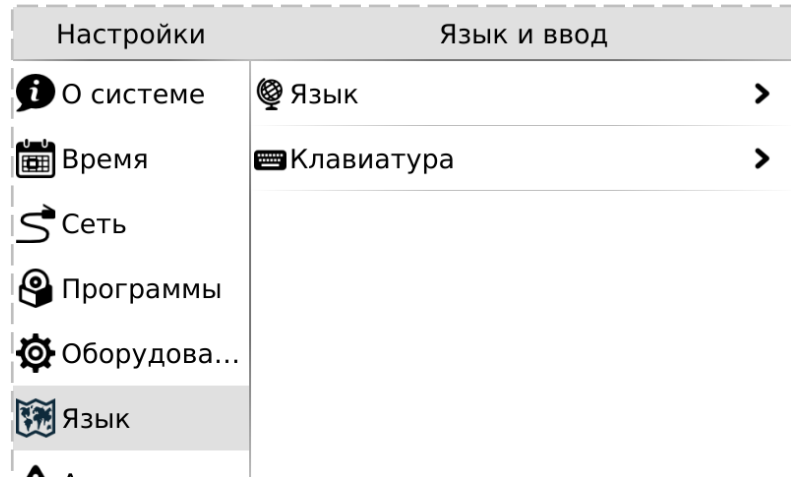 Настройки
Язык и ввод
О системе
Время
Сеть
Программы
Оборудова...
Язык
Язык
Клавиатура